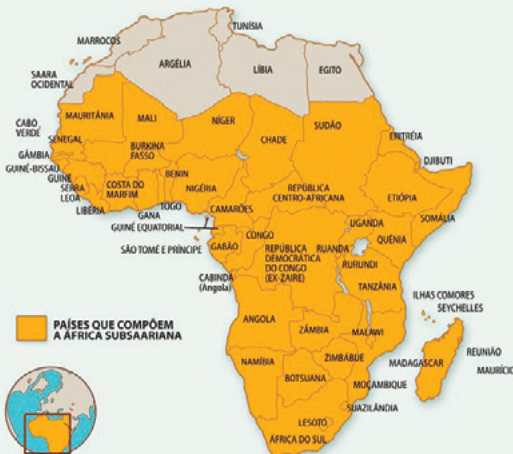 TUNÍSIA
MARROCOS
ARGÉLIA
LÍBIA
EGITO
SAARA
OCIDENTAL
MAURITÂNIA
MALI
NÍGER
CHADE
SUDÃO
ERITRÉIA
CABO
VERDE
SENEGAL
GÂMBIA
GUINÉ-BISSAU
GUINÉ
SERRA
LEOA
LIBÉRIA
BURKINA
FASSO
COSTA DO
MARFIM
GANA
TOGO
BENIN
NIGÉRIA
CAMARÕES
REPÚBLICA
CENTRO-AFRICANA
DJIBUTI
ETIÓPIA
SOMÁLIA
GUINÉ EQUATORIAL
SÃO TOMÉ E PRÍNCIPE
GABÃO
CONGO
REPÚBLICA
DEMOCRÁTICA
DO CONGO
(EX-ZAIRE)
UGANDA
QUÊNIA
RUANDA
BURUNDI
TANZÂNIA
CABINDA
(Angola)
ILHAS COMORES
SEYCHELLES
ANGOLA
ZÂMBIA
MALAWI
PAÍSES QUE COMPÕEM
A ÁFRICA SUBSAARIANA
NAMÍBIA
ZIMBÁBUE
BOTSUANA
MOÇAMBIQUE
MADAGASCAR
REUNIÃO
MAURÍCIO
SUAZILÂNDIA
LESOTO
ÁFRICA DO SUL